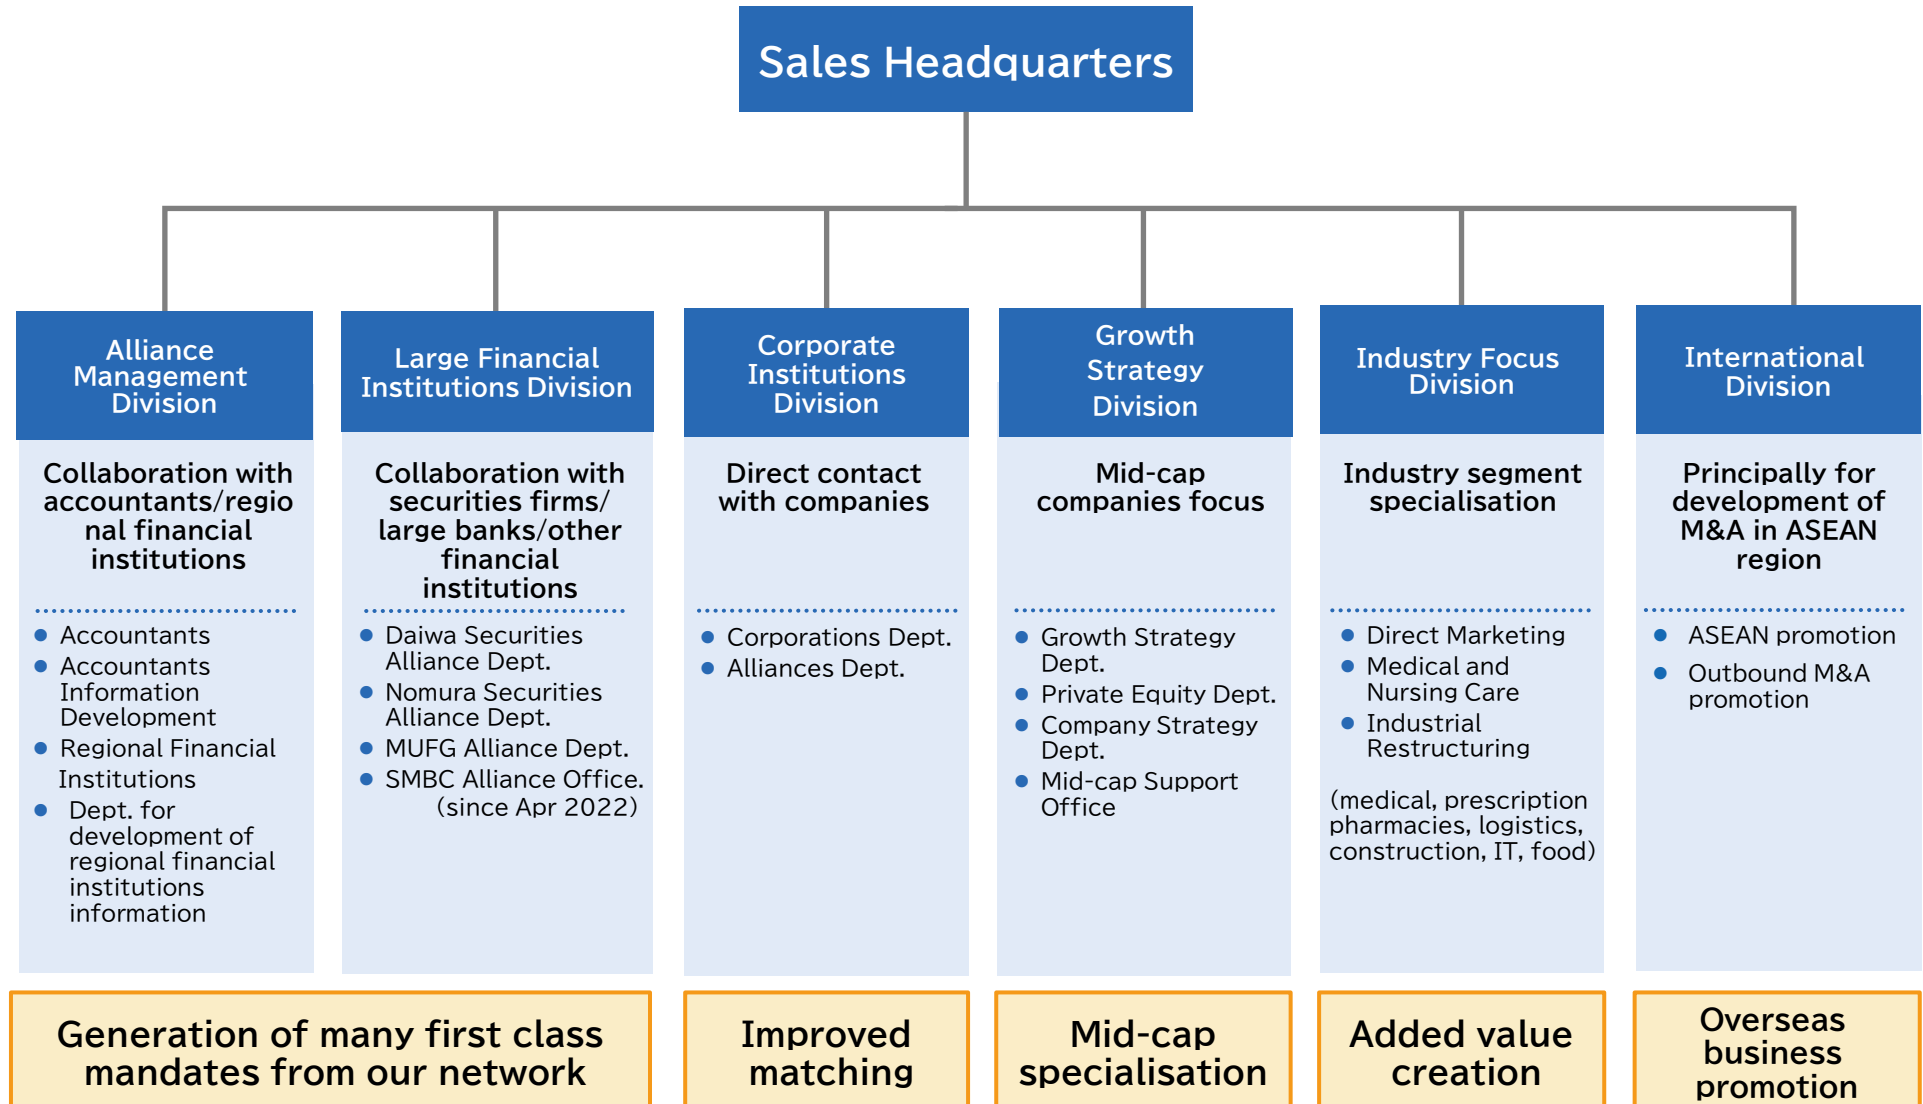 Sales Headquarters
Alliance
Management
Division
Collaboration with
accountants/regio
nal financial
institutions
Accountants
Accountants
Information
Development
Regional Financial
Institutions
Dept. for
development of
regional financial
institutions
information
Large Financial
Institutions Division
Collaboration with
securities firms/
large banks/other
financial
institutions
Daiwa Securities
Alliance Dept.
Nomura Securities
Alliance Dept.
MUFG Alliance Dept.
SMBC Alliance Office.
(since Apr 2022)
Corporate
Institutions
Division
Direct contact
with companies
Corporations Dept.
Alliances Dept.
Growth
Strategy
Division
Mid-cap
companies focus
Growth Strategy
Dept.
Private Equity Dept.
Company Strategy
Dept.
Mid-cap Support
Office
Industry Focus
Division
Industry segment
specialisation
Direct Marketing
Medical and
Nursing Care
Industrial
Restructuring
(medical, prescription
pharmacies, logistics,
construction, IT, food)
International
Division
Principally for
development of
M&A in ASEAN
region
ASEAN promotion
Outbound M&A
promotion
Generation of many first class
mandates from our network
Improved
matching
Mid-cap
specialisation
Added value
creation
Overseas
business
promotion